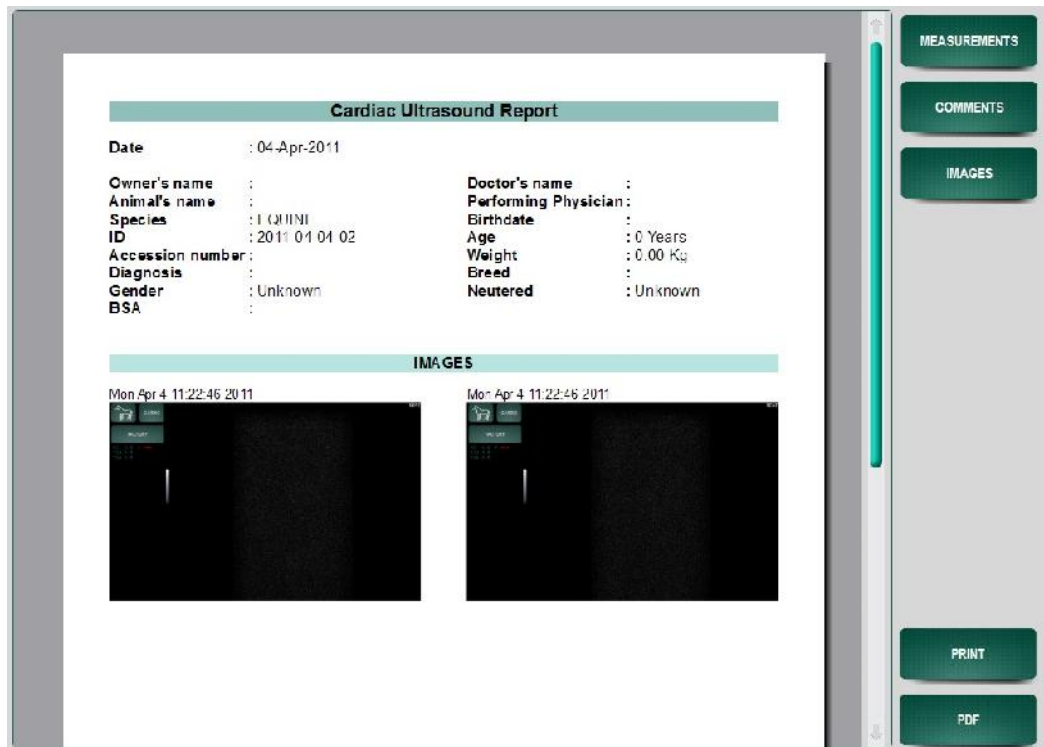 MEASUREMENTS
COMMENTS
IMAGES
Cardiac Ultrasound Report
Date : 04-Apr-2011
Owner's name : Doctor's name :
Animal's name : Performing Physician :
Species : EQUINE Birthdate :
ID : 2011-04-04-02 Age : 0 Years
Accession number : Weight : 0.00 Kg
Diagnosis : Breed :
Gender : Unknown Neutered : Unknown
BSA :
IMAGES
Mon Apr 4 11:22:46 2011 Mon Apr 4 11:22:46 2011
PRINT
PDF